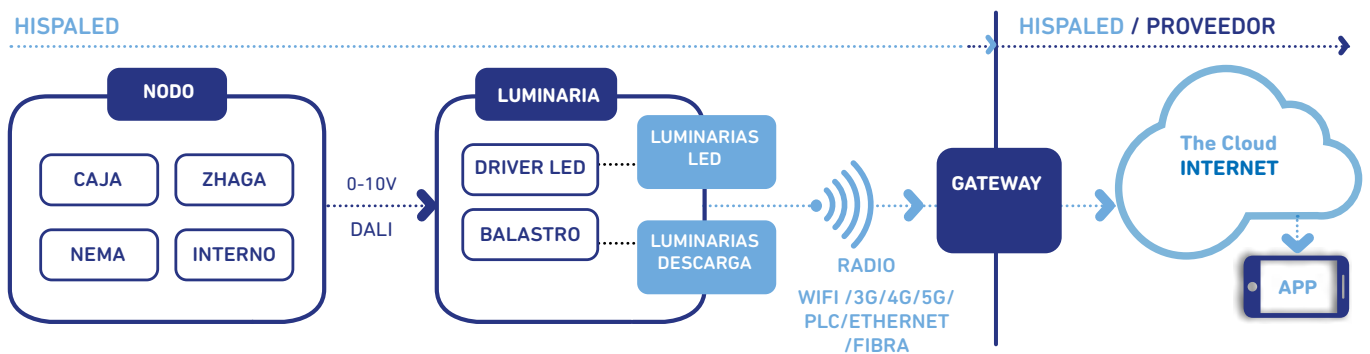 HISPALED
HISPALED / PROVEEDOR
NODO
CAJA
ZHAGA
NEMA
INTERNO
0-10V
DALI
LUMINARIA
DRIVER LED
BALASTRO
LUMINARIAS
LED
LUMINARIAS
DESCARGA
RADIO
WIFI /3G/4G/5G/
PLC/ETHERNET
/FIBRA
GATEWAY
The Cloud
INTERNET
APP